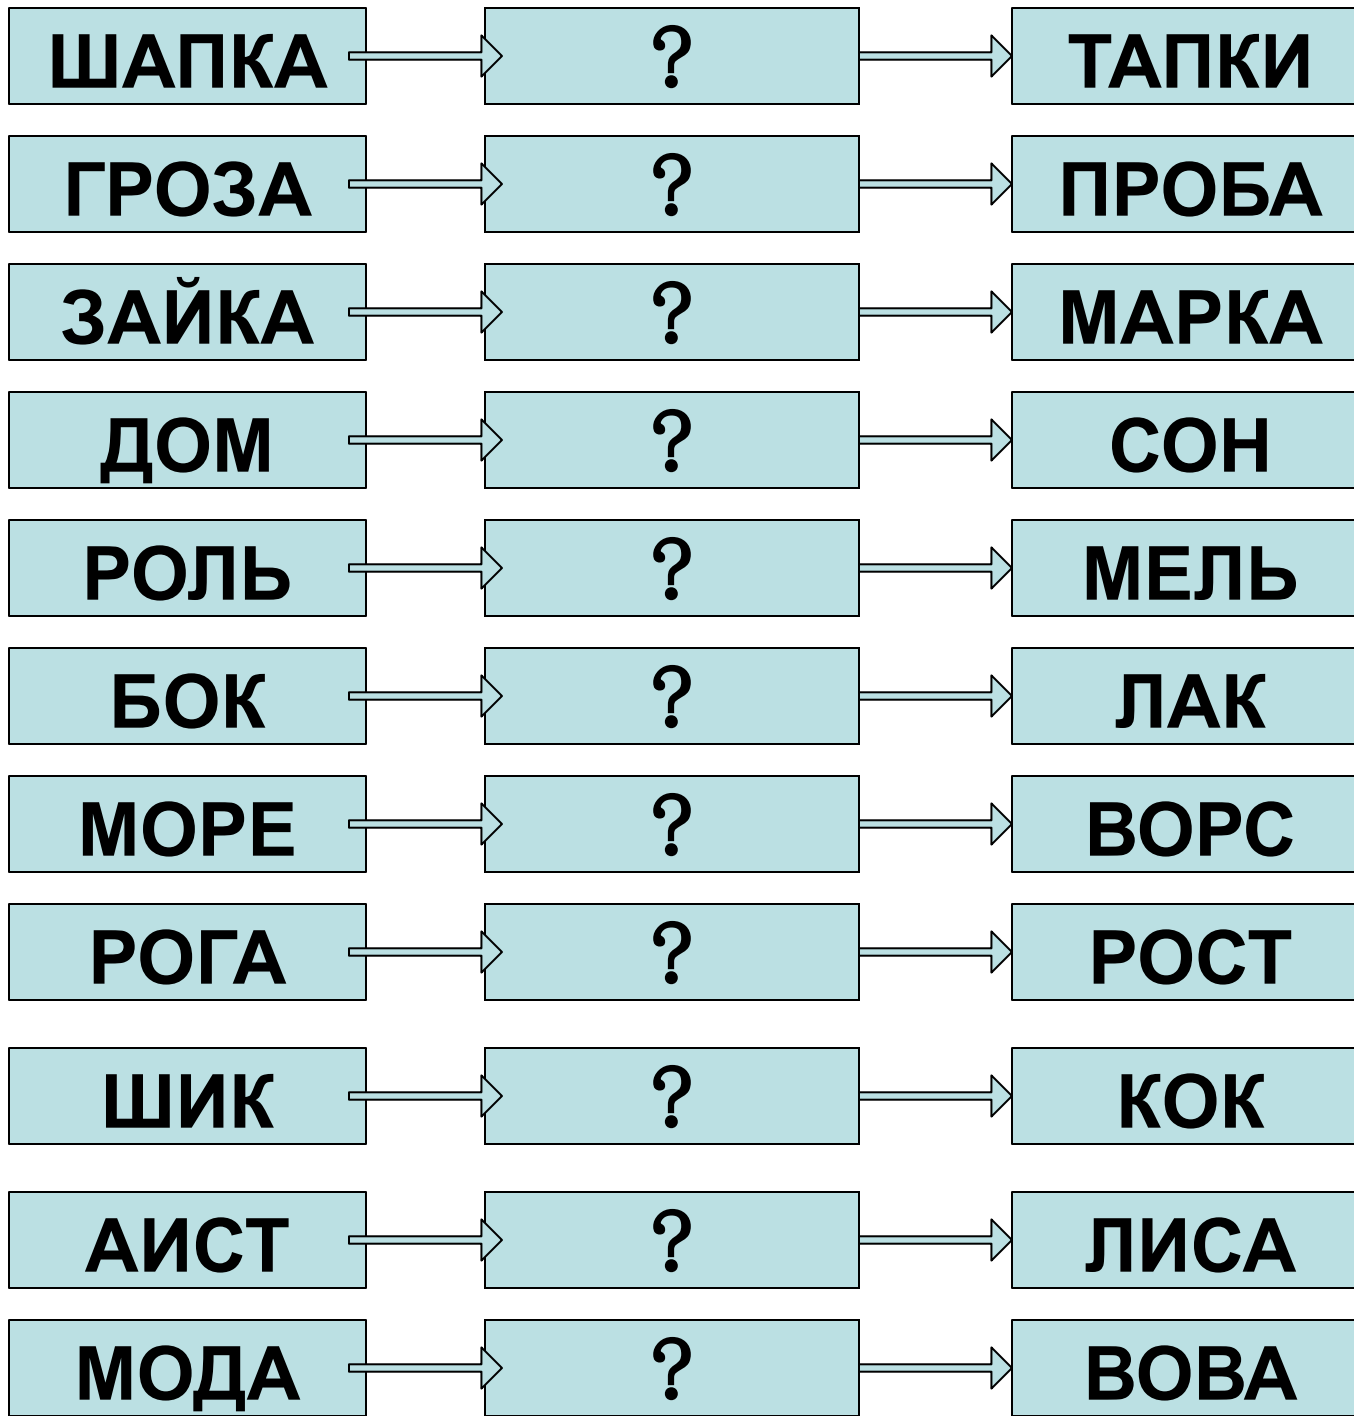 ШАПКА ? ТАПКИ
ГРОЗА ? ПРОБА
ЗАЙКА ? МАРКА
ДОМ ? СОН
РОЛЬ ? МЕЛЬ
БОК ? ЛАК
МОРЕ ? ВОРС
РОГА ? РОСТ
ШИК ? КОК
АИСТ ? ЛИСА
МОДА ? ВОВА